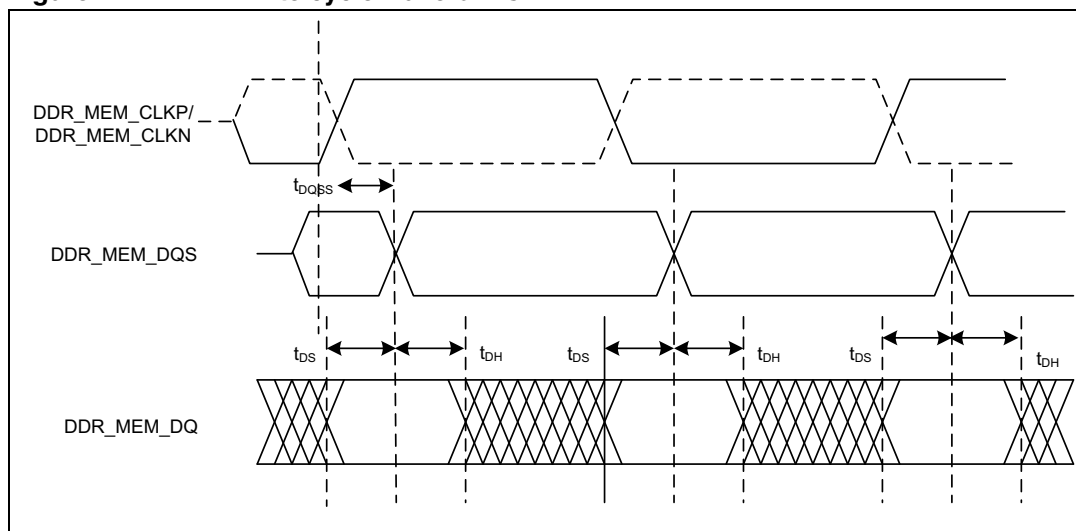 DDR_MEM_CLKP/
DDR_MEM_CLKN
tDQSS
DDR_MEM_DQS
tDS
tDH
tDS
tDH
tDS
tDH
DDR_MEM_DQ